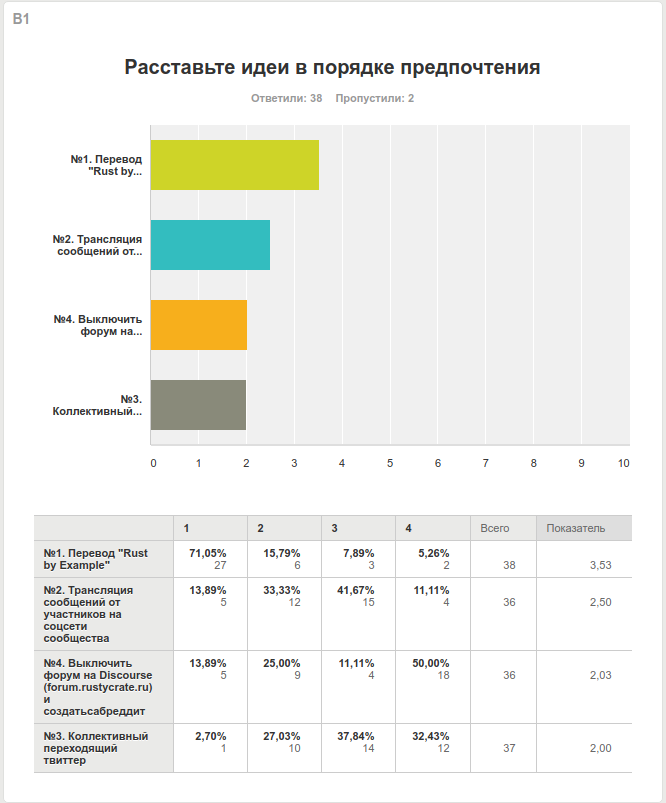 B1
Расставьте идеи в порядке предпочтения
Ответили: 38 Пропустили: 2
№1. Перевод
"Rust by...
№2. Трансляция
сообщений от...
№4. Выключить
форум на...
№3.
Коллективный...
0 1 2 3 4 5 6 7 8 9 10
1 2 3 4 Всего Показатель
№1. Перевод "Rust
by Example"
71,05% 15,79% 7,89% 5,26%
27 6 3 2 38 3,53
№2. Трансляция
сообщений от
участников на
соцсети
сообщества
13,89% 33,33% 41,67% 11,11%
5 12 15 4 36 2,50
№4. Выключить
форум на Discourse
(forum.rustycrate.ru)
и
создатьсабреддит
13,89% 25,00% 11,11% 50,00%
5 9 4 18 36 2,03
№3. Коллективный
переходящий
твиттер
2,70% 27,03% 37,84% 32,43%
1 10 14 12 37 2,00